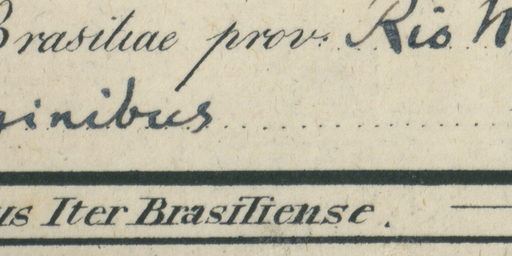 Brasiliae prov. Rio
ginibus
us Iter Brasiliense.